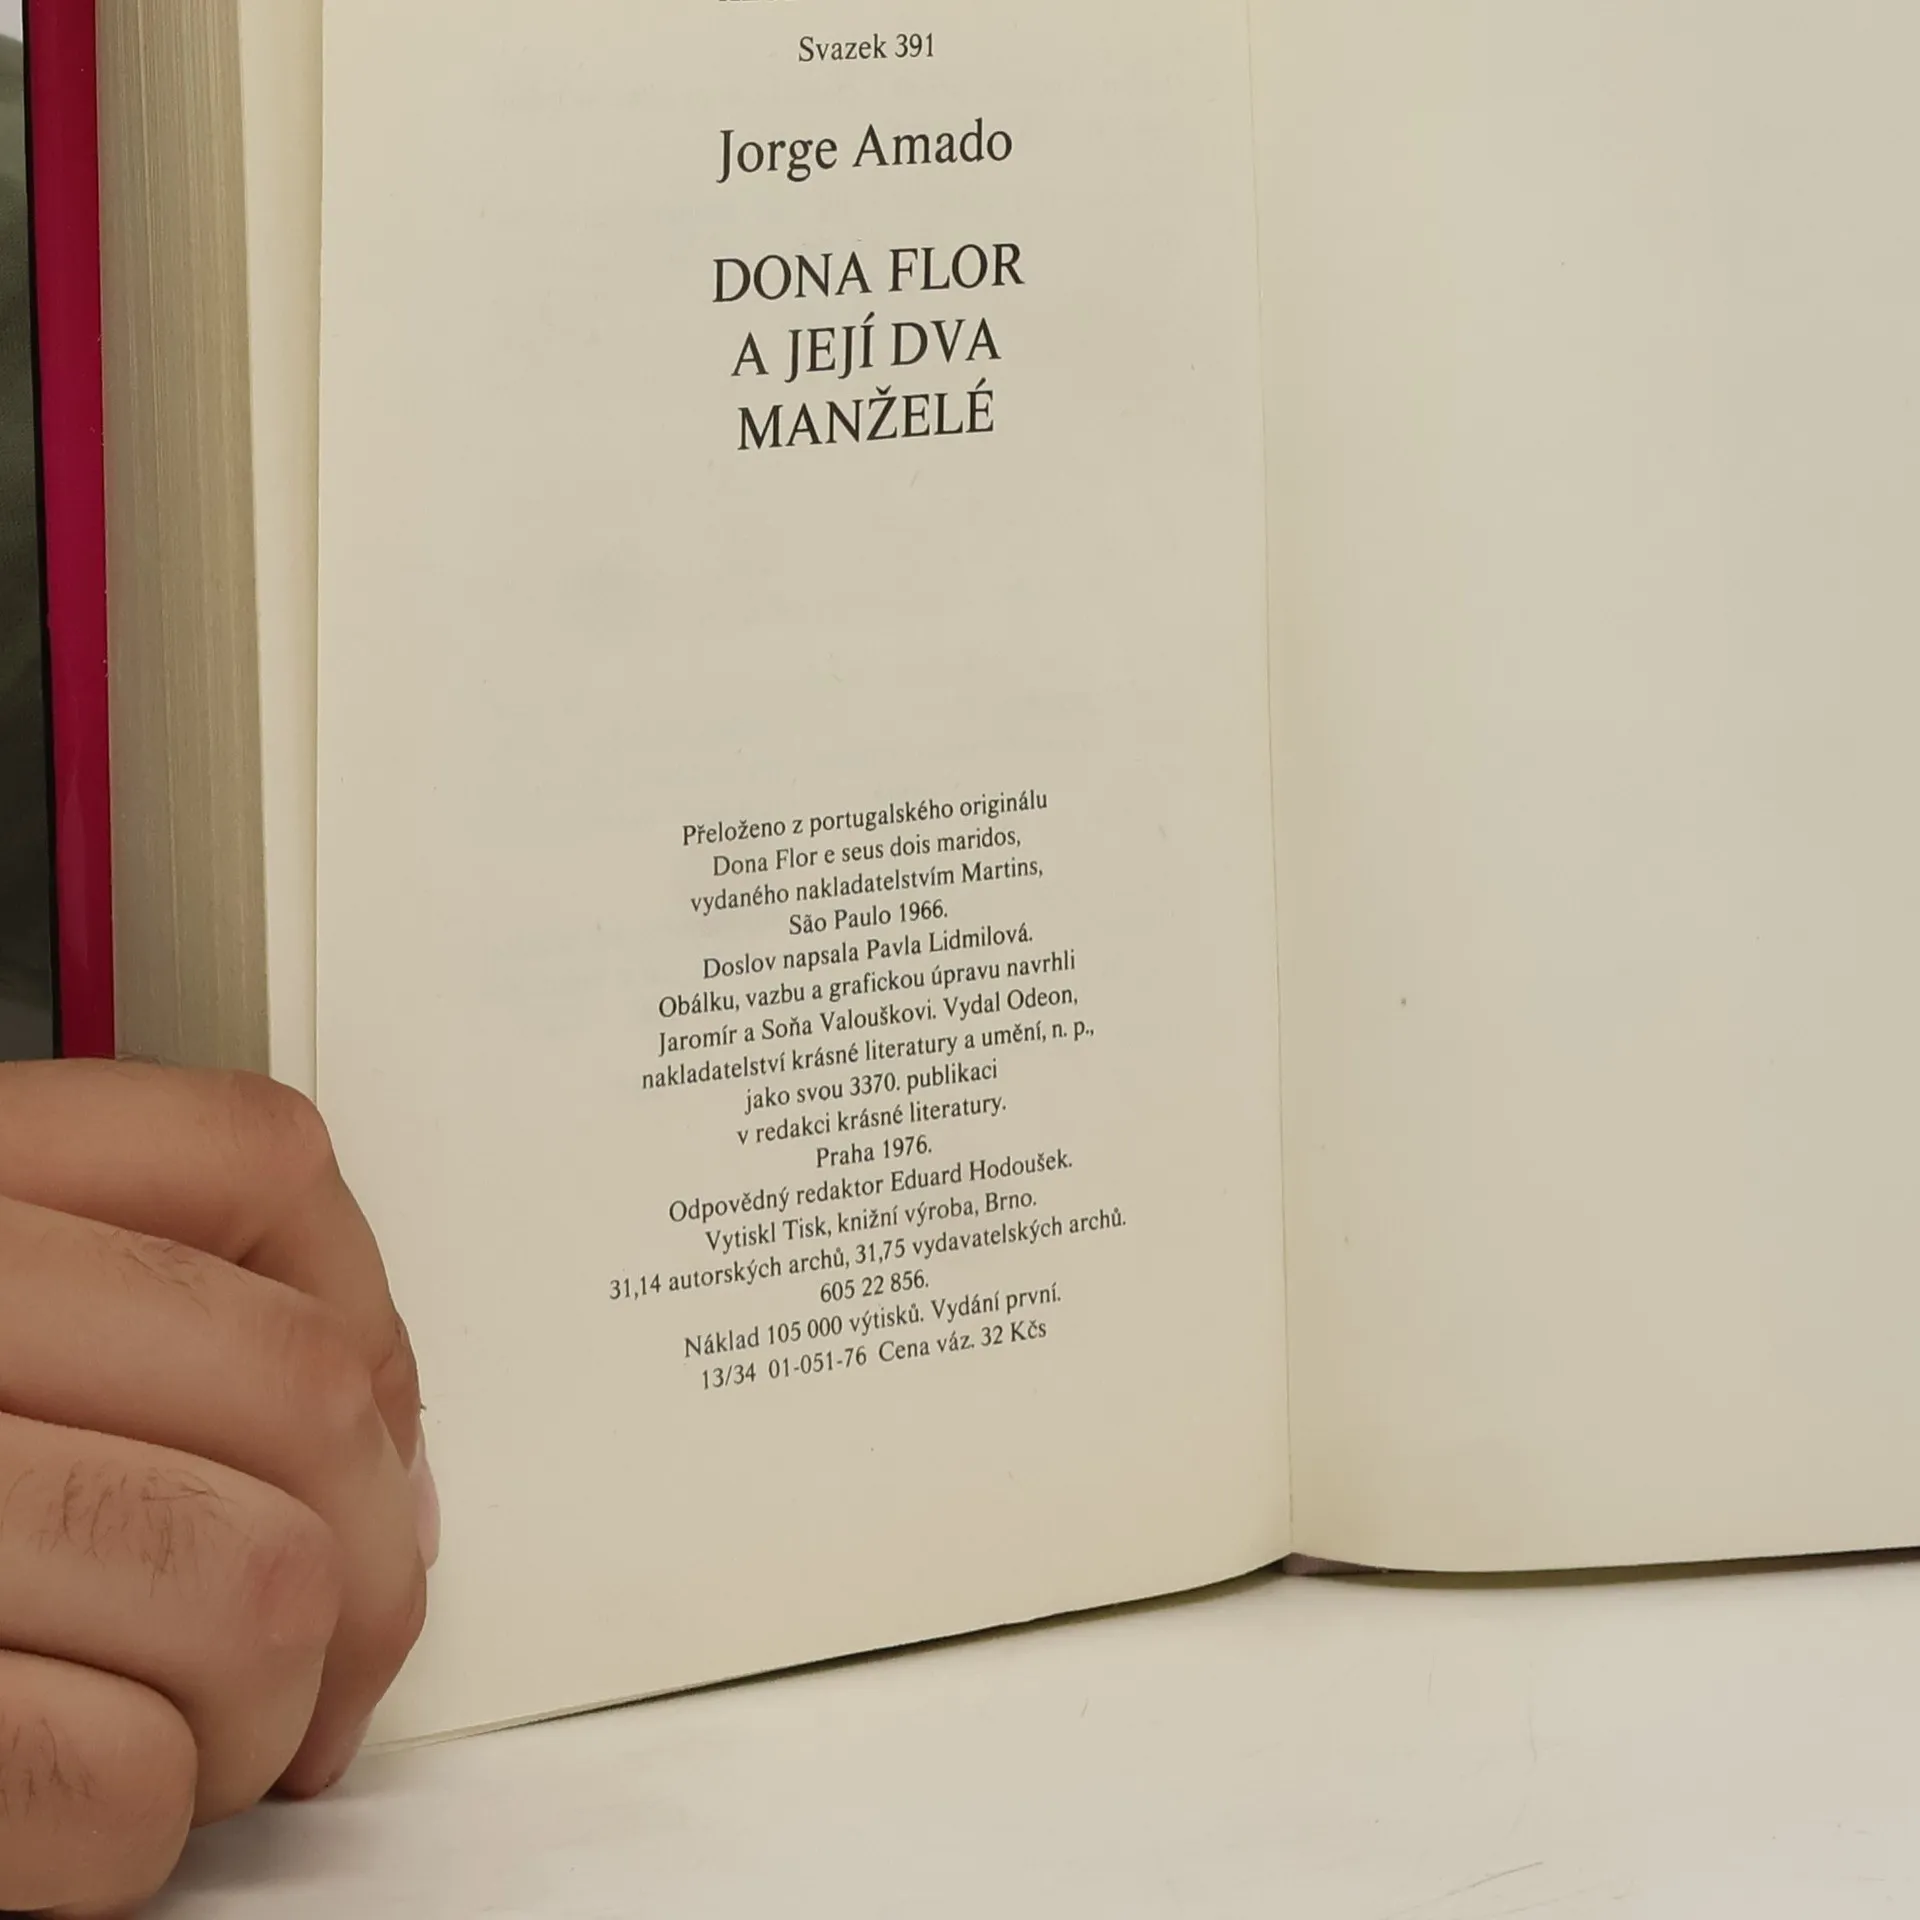 Svazek 391
Jorge Amado
DONA FLOR
A JEJÍ DVA
MANŽELÉ
Přeloženo z portugalského originálu
Dona Flor e seus dois maridos,
vydaného nakladatelstvím Martins,
São Paulo 1966.
Doslov napsala Pavla Lidmilová.
Obálku, vazbu a grafickou úpravu navrhli
Jaromír a Soňa Valouškovi. Vydal Odeon,
nakladatelství krásné literatury a umění, n. p.,
jako svou 3370. publikaci
v redakci krásné literatury.
Praha 1976.
Odpovědný redaktor Eduard Hodoušek.
Vytiskl Tisk, knižní výroba, Brno.
31,14 autorských archů, 31,75 vydavatelských archů.
605 22 856.
Náklad 105 000 výtisků. Vydání první.
13/34 01-051-76 Cena váz. 32 Kčs